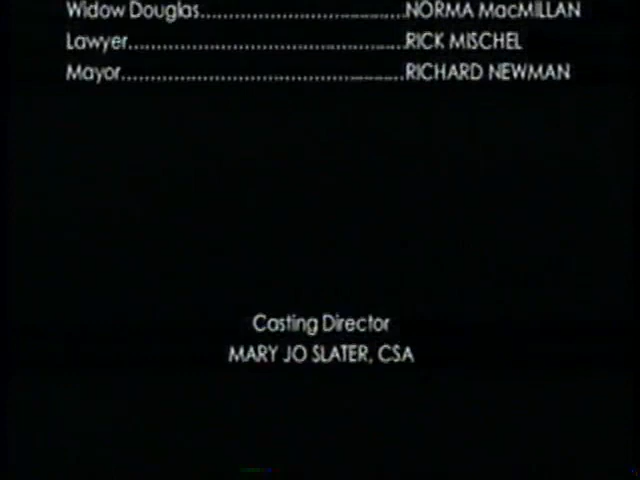 Widow Douglas...................................NORMA MacMILLAN
Lawyer...............................................RICK MISCHEL
Mayor................................................RICHARD NEWMAN
Casting Director
MARY JO SLATER, CSA